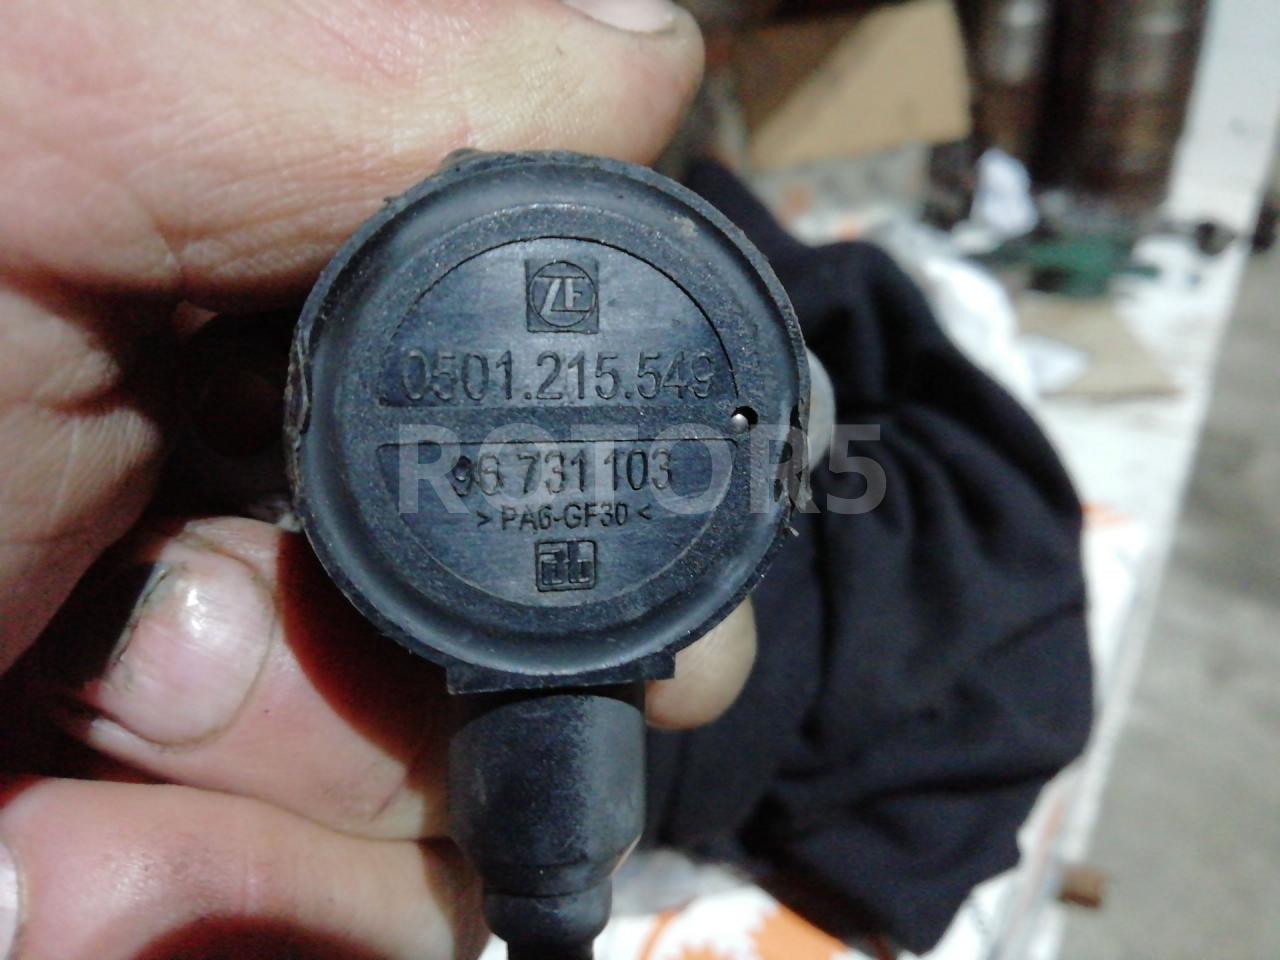 ZF
0501.215.549
ROTOR5
96 731 103
> PA6-GF30 <